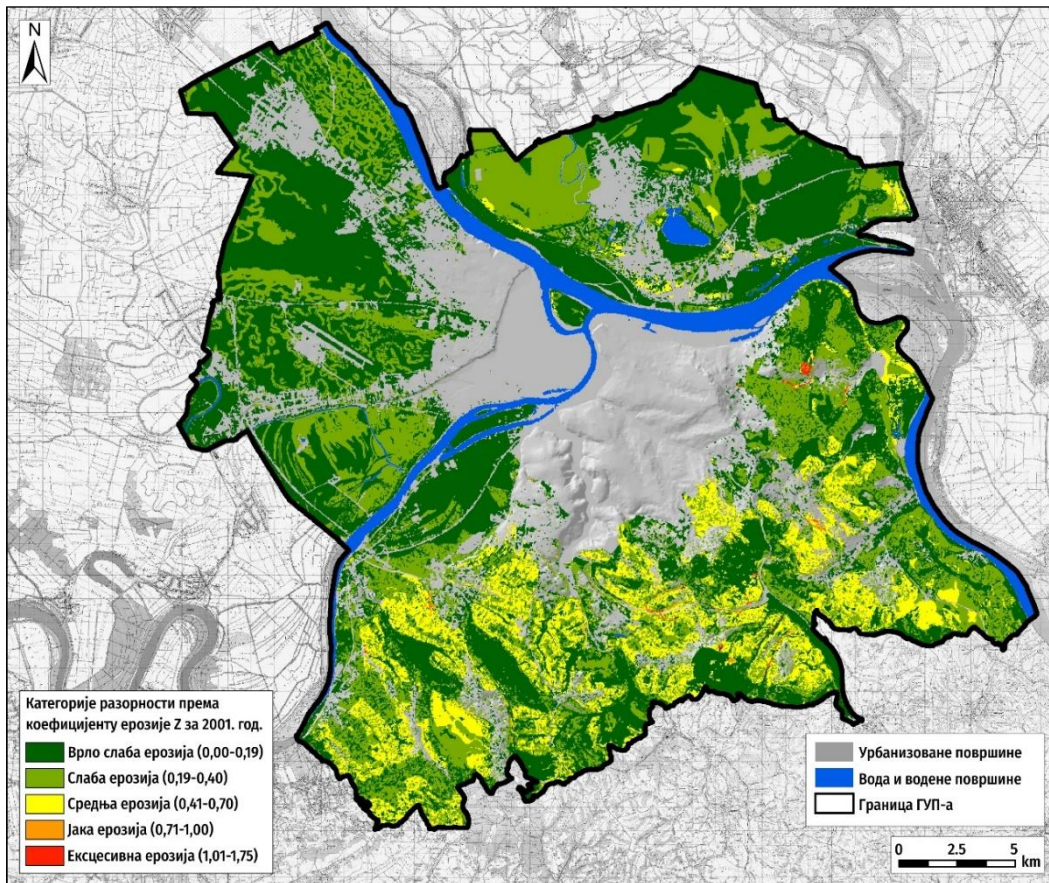 N
Категорије разорности према
коефицијенту ерозије Z за 2001. год.
Врло слаба ерозија (0,00-0,19)
Слаба ерозија (0,19-0,40)
Средња ерозија (0,41-0,70)
Јака ерозија (0,71-1,00)
Ексцесивна ерозија (1,01-1,75)
Урбанизоване површине
Вода и водене површине
Граница ГУП-а
0 2.5 5
km